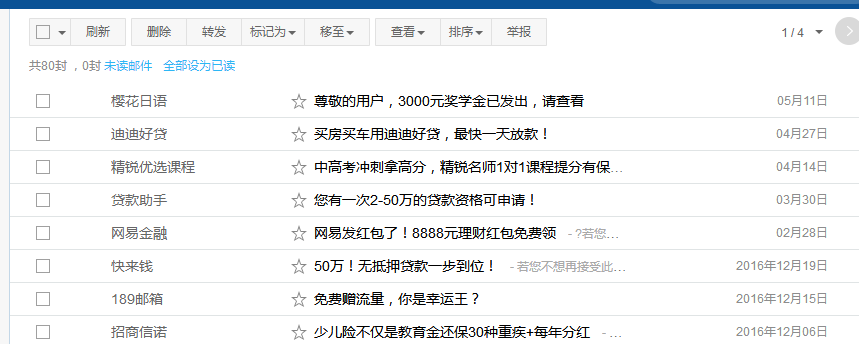 刷新 删除 转发 标记为 移至 查看 排序 举报 1 / 4
共80封 ，0封 未读邮件 全部设为已读
樱花日语 尊敬的用户，3000元奖学金已发出，请查看 05月11日
迪迪好贷 买房买车用迪迪好贷，最快一天放款！ 04月27日
精锐优选课程 中高考冲刺拿高分，精锐名师1对1课程提分有保... 04月14日
贷款助手 您有一次2-50万的贷款资格可申请！ 03月30日
网易金融 网易发红包了！8888元理财红包免费领 - ?若您... 02月28日
快来钱 50万！无抵押贷款一步到位！ - 若您不想再接受此... 2016年12月19日
189邮箱 免费赠流量，你是幸运王？ 2016年12月15日
招商信诺 少儿险不仅是教育金还保30种重疾+每年分红 - ... 2016年12月06日